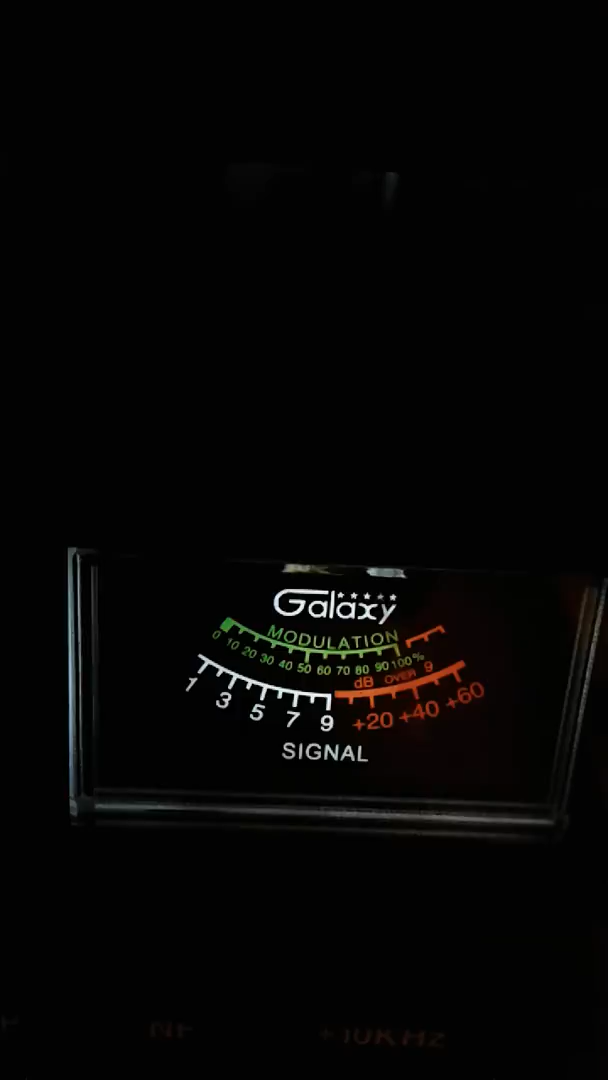 Galaxy
MODULATION
0 10 20 30 40 50 60 70 80 90 100%
dB OVER 9
1 3 5 7 9 +20 +40 +60
SIGNAL
+10KHz